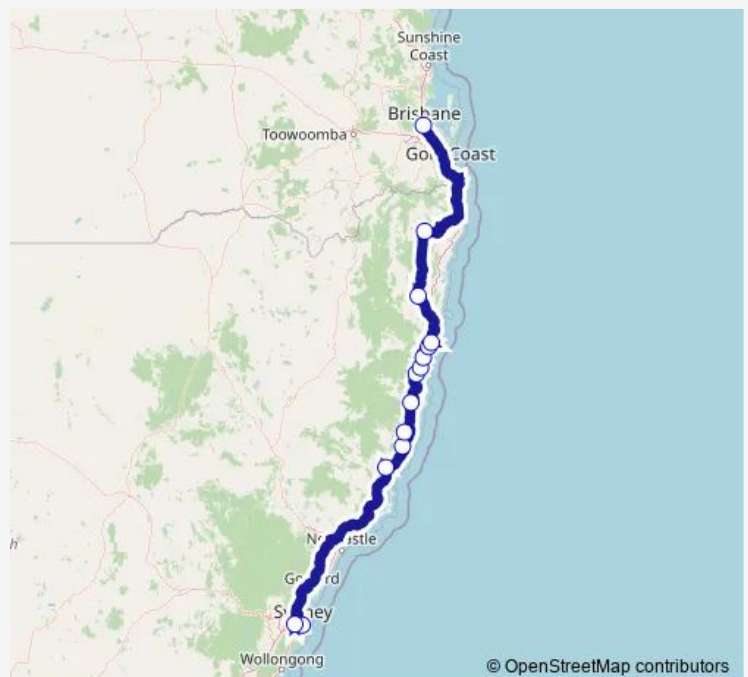 Sunshine
Coast
Brisbane
Toowoomba
Gold Coast
h
Newcastle
Gosford
Sydney
Wollongong
© OpenStreetMap contributors